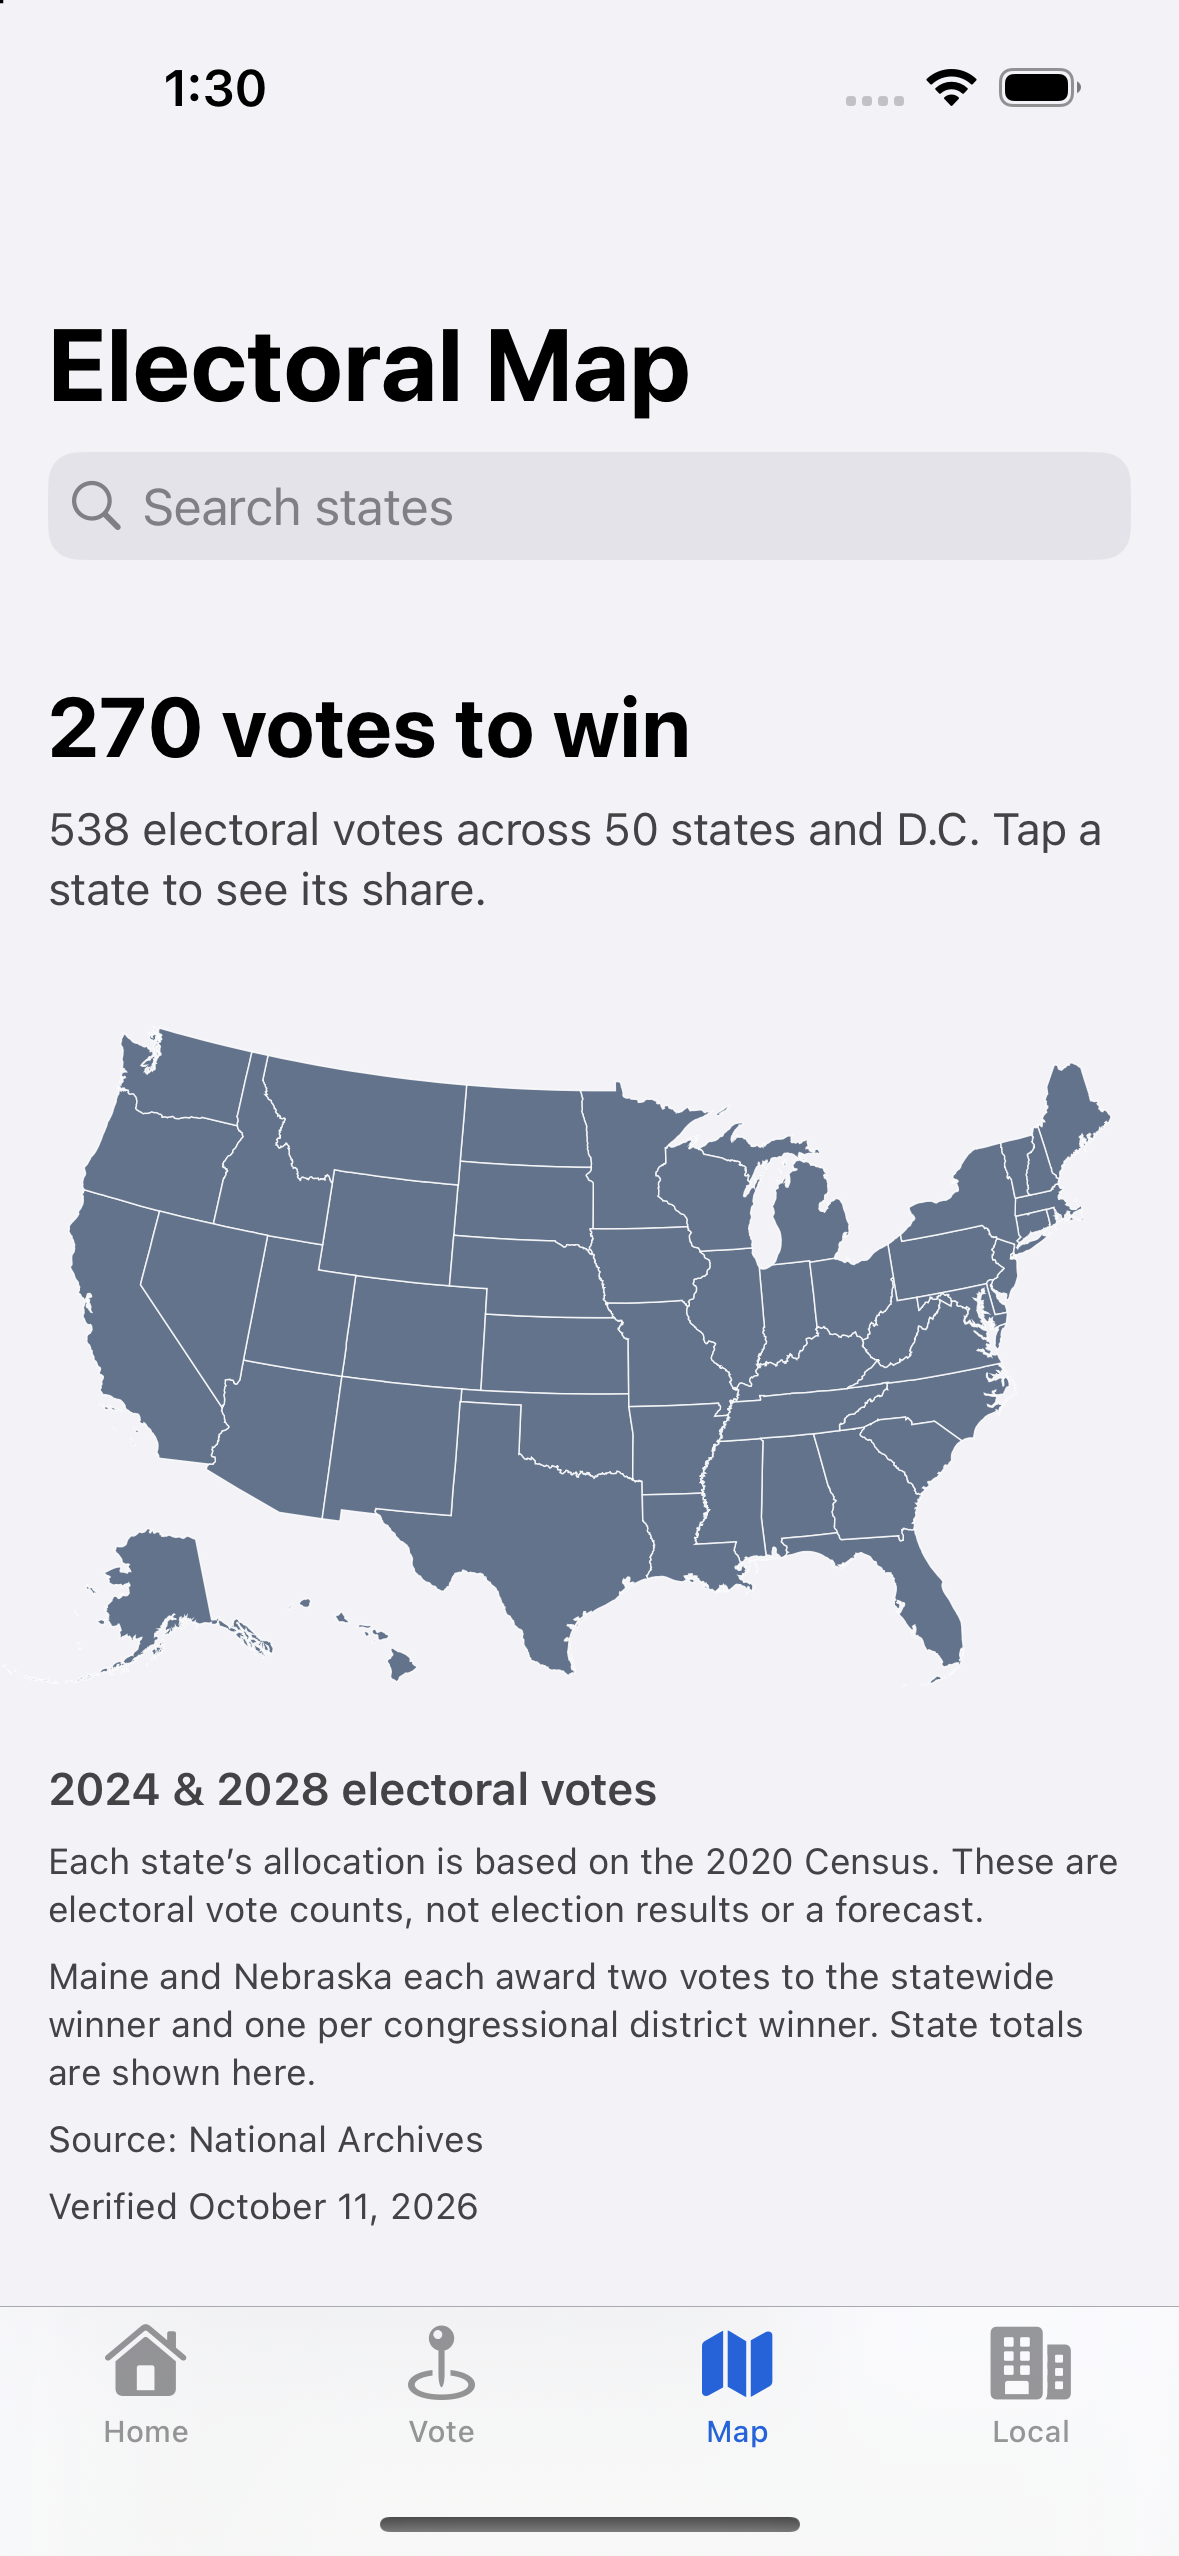 1:30
Electoral Map
Search states
270 votes to win
538 electoral votes across 50 states and D.C. Tap a
state to see its share.
2024 & 2028 electoral votes
Each state’s allocation is based on the 2020 Census. These are
electoral vote counts, not election results or a forecast.
Maine and Nebraska each award two votes to the statewide
winner and one per congressional district winner. State totals
are shown here.
Source: National Archives
Verified October 11, 2026
Home
Vote
Map
Local